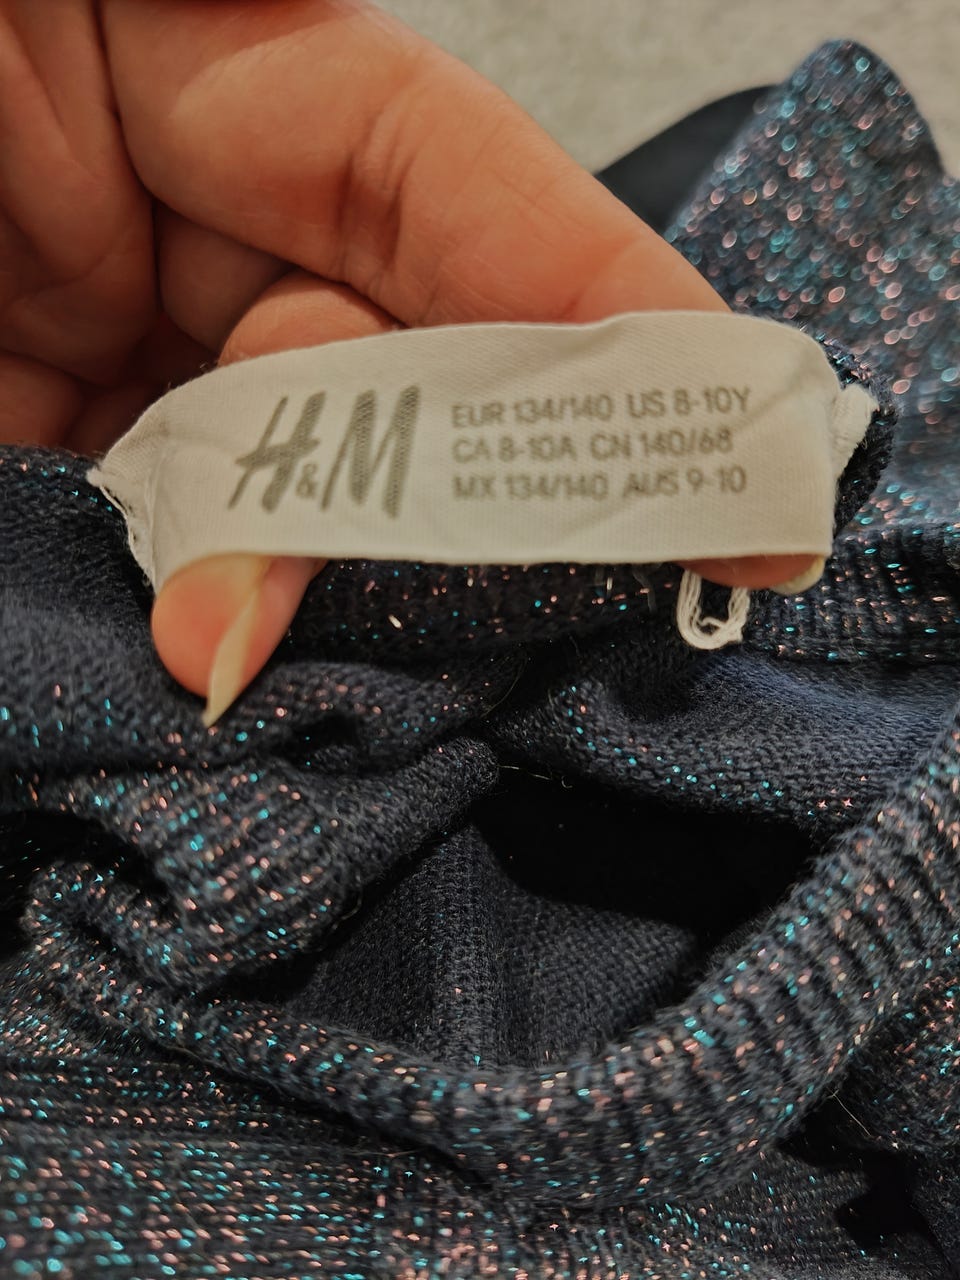 H&M
EUR 134/140 US 8-10Y
CA 8-10A CN 140/68
MX 134/140 AUS 9-10